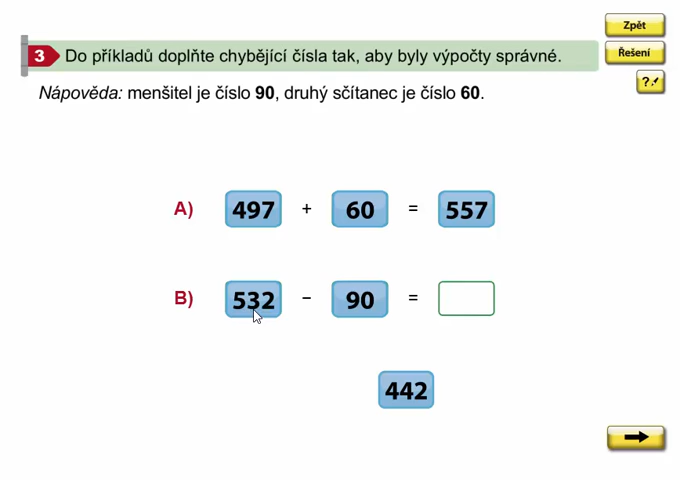 Zpět
3 Do příkladů doplňte chybějící čísla tak, aby byly výpočty správné.
Řešení
?
Nápověda: menšitel je číslo 90, druhý sčítanec je číslo 60.
A) 497 + 60 = 557
B) 532 − 90 =
442